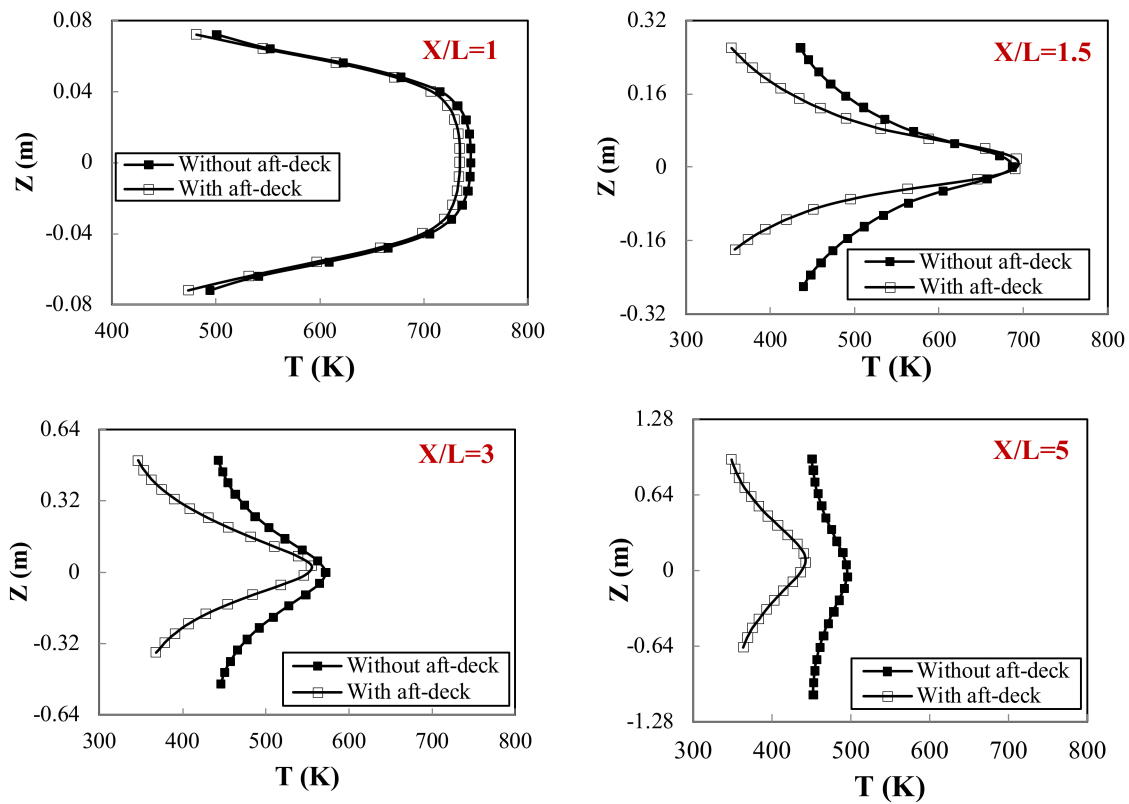 0.08
0.04
0
-0.04
-0.08
Z (m)
X/L=1
Without aft-deck
With aft-deck
400 500 600 700 800
T (K)
0.32
0.16
0
-0.16
-0.32
Z (m)
X/L=1.5
Without aft-deck
With aft-deck
300 400 500 600 700 800
T (K)
0.64
0.32
0
-0.32
-0.64
Z (m)
X/L=3
Without aft-deck
With aft-deck
300 400 500 600 700 800
T (K)
1.28
0.64
0
-0.64
-1.28
Z (m)
X/L=5
Without aft-deck
With aft-deck
300 400 500 600 700 800
T (K)